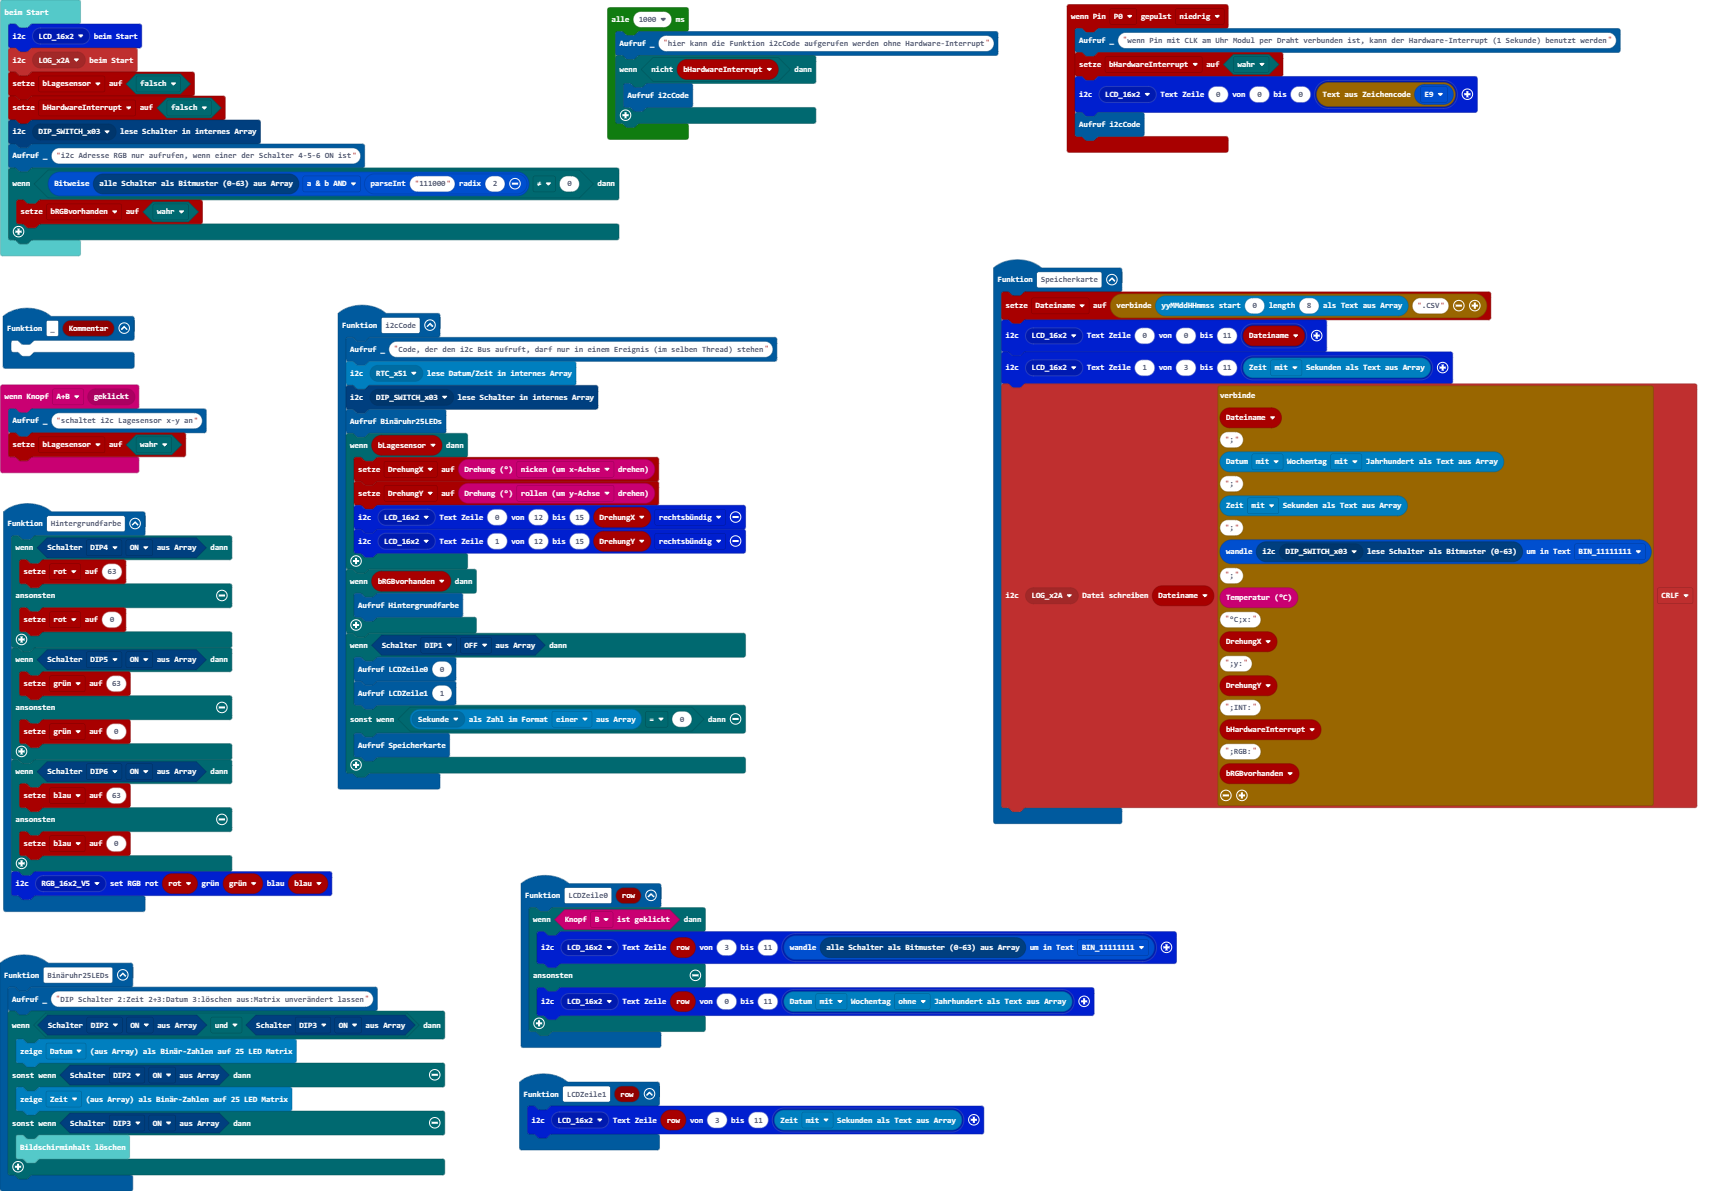 beim Start
i2c LCD_16x2 beim Start
i2c LOG_x2A beim Start
setze bLagesensor auf falsch
setze bHardwareInterrupt auf falsch
i2c DIP_SWITCH_x03 lese Schalter in internes Array
Aufruf _ "i2c Adresse RGB nur aufrufen, wenn einer der Schalter 4-5-6 ON ist"
wenn Bitweise alle Schalter als Bitmuster (0-63) aus Array a & b AND parseInt "111000" radix 2 ≠ 0 dann
setze bRGBvorhanden auf wahr
alle 1000 ms
Aufruf _ "hier kann die Funktion i2cCode aufgerufen werden ohne Hardware-Interrupt"
wenn nicht bHardwareInterrupt dann
Aufruf i2cCode
wenn Pin P0 gepulst niedrig
Aufruf _ "wenn Pin mit CLK am Uhr Modul per Draht verbunden ist, kann der Hardware-Interrupt (1 Sekunde) benutzt werden"
setze bHardwareInterrupt auf wahr
i2c LCD_16x2 Text Zeile 0 von 0 bis 0 Text aus Zeichencode E9
Aufruf i2cCode
Funktion _ Kommentar
wenn Knopf A+B geklickt
Aufruf _ "schaltet i2c Lagesensor x-y an"
setze bLagesensor auf wahr
Funktion Hintergrundfarbe
wenn Schalter DIP4 ON aus Array dann
setze rot auf 63
ansonsten
setze rot auf 0
wenn Schalter DIP5 ON aus Array dann
setze grün auf 63
ansonsten
setze grün auf 0
wenn Schalter DIP6 ON aus Array dann
setze blau auf 63
ansonsten
setze blau auf 0
i2c RGB_16x2_V5 set RGB rot rot grün grün blau blau
Funktion i2cCode
Aufruf _ "Code, der den i2c Bus aufruft, darf nur in einem Ereignis (im selben Thread) stehen"
i2c RTC_x51 lese Datum/Zeit in internes Array
i2c DIP_SWITCH_x03 lese Schalter in internes Array
Aufruf Binäruhr25LEDs
wenn bLagesensor dann
setze DrehungX auf Drehung (°) nicken (um x-Achse drehen)
setze DrehungY auf Drehung (°) rollen (um y-Achse drehen)
i2c LCD_16x2 Text Zeile 0 von 12 bis 15 DrehungX rechtsbündig
i2c LCD_16x2 Text Zeile 1 von 12 bis 15 DrehungY rechtsbündig
wenn bRGBvorhanden dann
Aufruf Hintergrundfarbe
wenn Schalter DIP1 OFF aus Array dann
Aufruf LCDZeile0 0
Aufruf LCDZeile1 1
sonst wenn Sekunde als Zahl im Format einer aus Array = 0 dann
Aufruf Speicherkarte
Funktion Speicherkarte
setze Dateiname auf verbinde yyMMddHHmmss start 0 length 8 als Text aus Array ".CSV"
i2c LCD_16x2 Text Zeile 0 von 0 bis 11 Dateiname
i2c LCD_16x2 Text Zeile 1 von 3 bis 11 Zeit mit Sekunden als Text aus Array
verbinde
Dateiname
";"
Datum mit Wochentag mit Jahrhundert als Text aus Array
";"
Zeit mit Sekunden als Text aus Array
";"
wandle i2c DIP_SWITCH_x03 lese Schalter als Bitmuster (0-63) um in Text BIN_11111111
";"
i2c LOG_x2A Datei schreiben Dateiname Temperatur (°C) CRLF
"°C;x:"
DrehungX
";y:"
DrehungY
";INT:"
bHardwareInterrupt
";RGB:"
bRGBvorhanden
Funktion LCDZeile0 row
wenn Knopf B ist geklickt dann
i2c LCD_16x2 Text Zeile row von 3 bis 11 wandle alle Schalter als Bitmuster (0-63) aus Array um in Text BIN_11111111
ansonsten
i2c LCD_16x2 Text Zeile row von 0 bis 11 Datum mit Wochentag ohne Jahrhundert als Text aus Array
Funktion Binäruhr25LEDs
Aufruf _ "DIP Schalter 2:Zeit 2+3:Datum 3:löschen aus:Matrix unverändert lassen"
wenn Schalter DIP2 ON aus Array und Schalter DIP3 ON aus Array dann
zeige Datum (aus Array) als Binär-Zahlen auf 25 LED Matrix
sonst wenn Schalter DIP2 ON aus Array dann
zeige Zeit (aus Array) als Binär-Zahlen auf 25 LED Matrix
sonst wenn Schalter DIP3 ON aus Array dann
Bildschirminhalt löschen
Funktion LCDZeile1 row
i2c LCD_16x2 Text Zeile row von 3 bis 11 Zeit mit Sekunden als Text aus Array